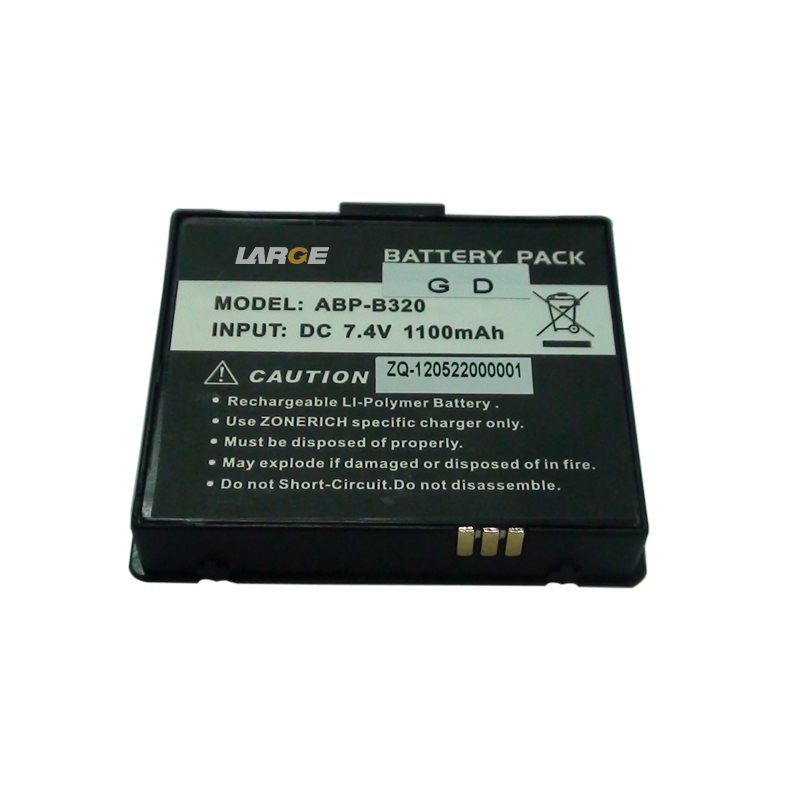 LARGE BATTERY PACK
G D
MODEL: ABP-B320
INPUT: DC 7.4V 1100mAh
CAUTION ZQ-120522000001
• Rechargeable LI-Polymer Battery .
• Use ZONERICH specific charger only.
• Must be disposed of properly.
• May explode if damaged or disposed of in fire.
• Do not Short-Circuit.Do not disassemble.